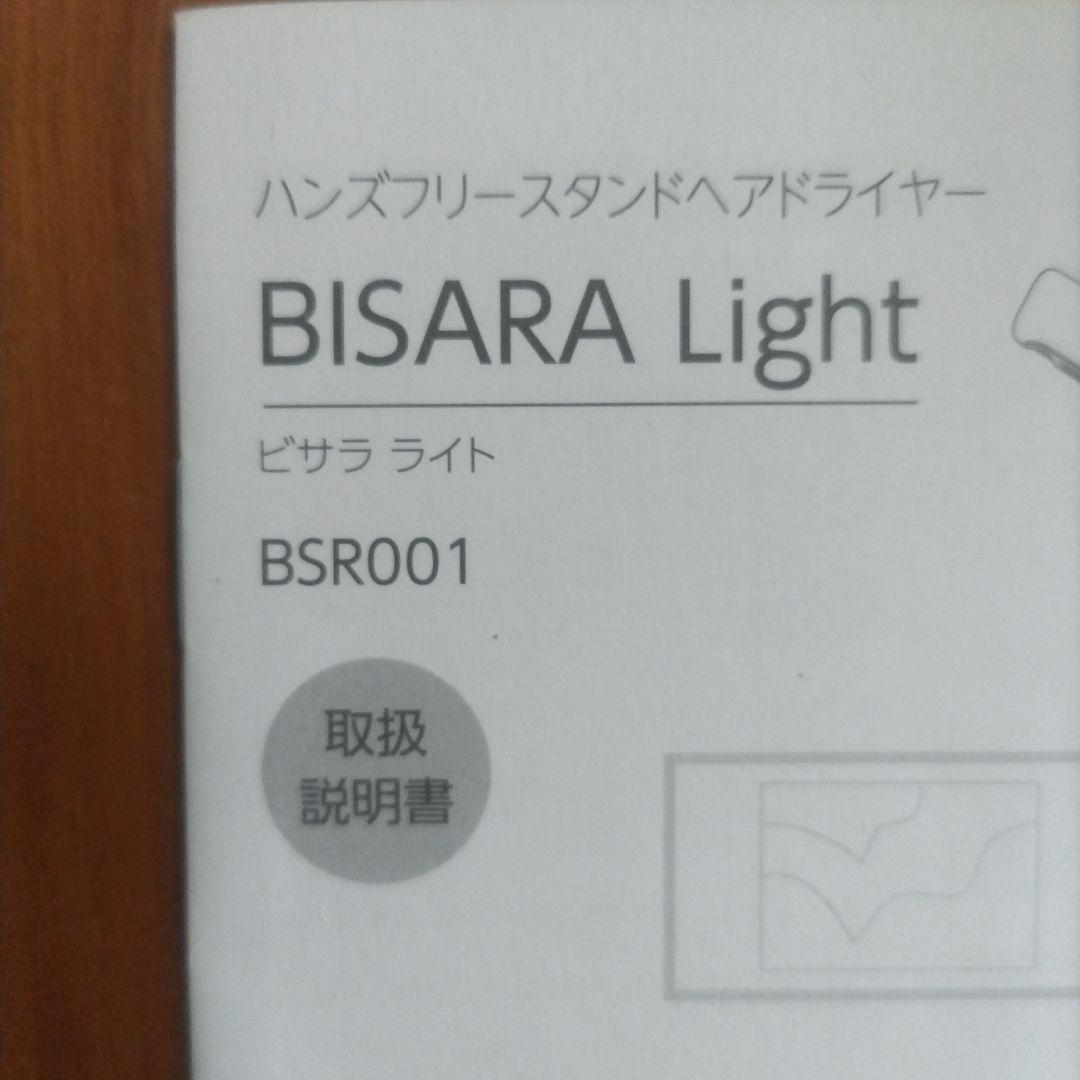 ハンズフリースタンドヘアドライヤー
BISARA Light
ビサラ ライト
BSR001
取扱
説明書